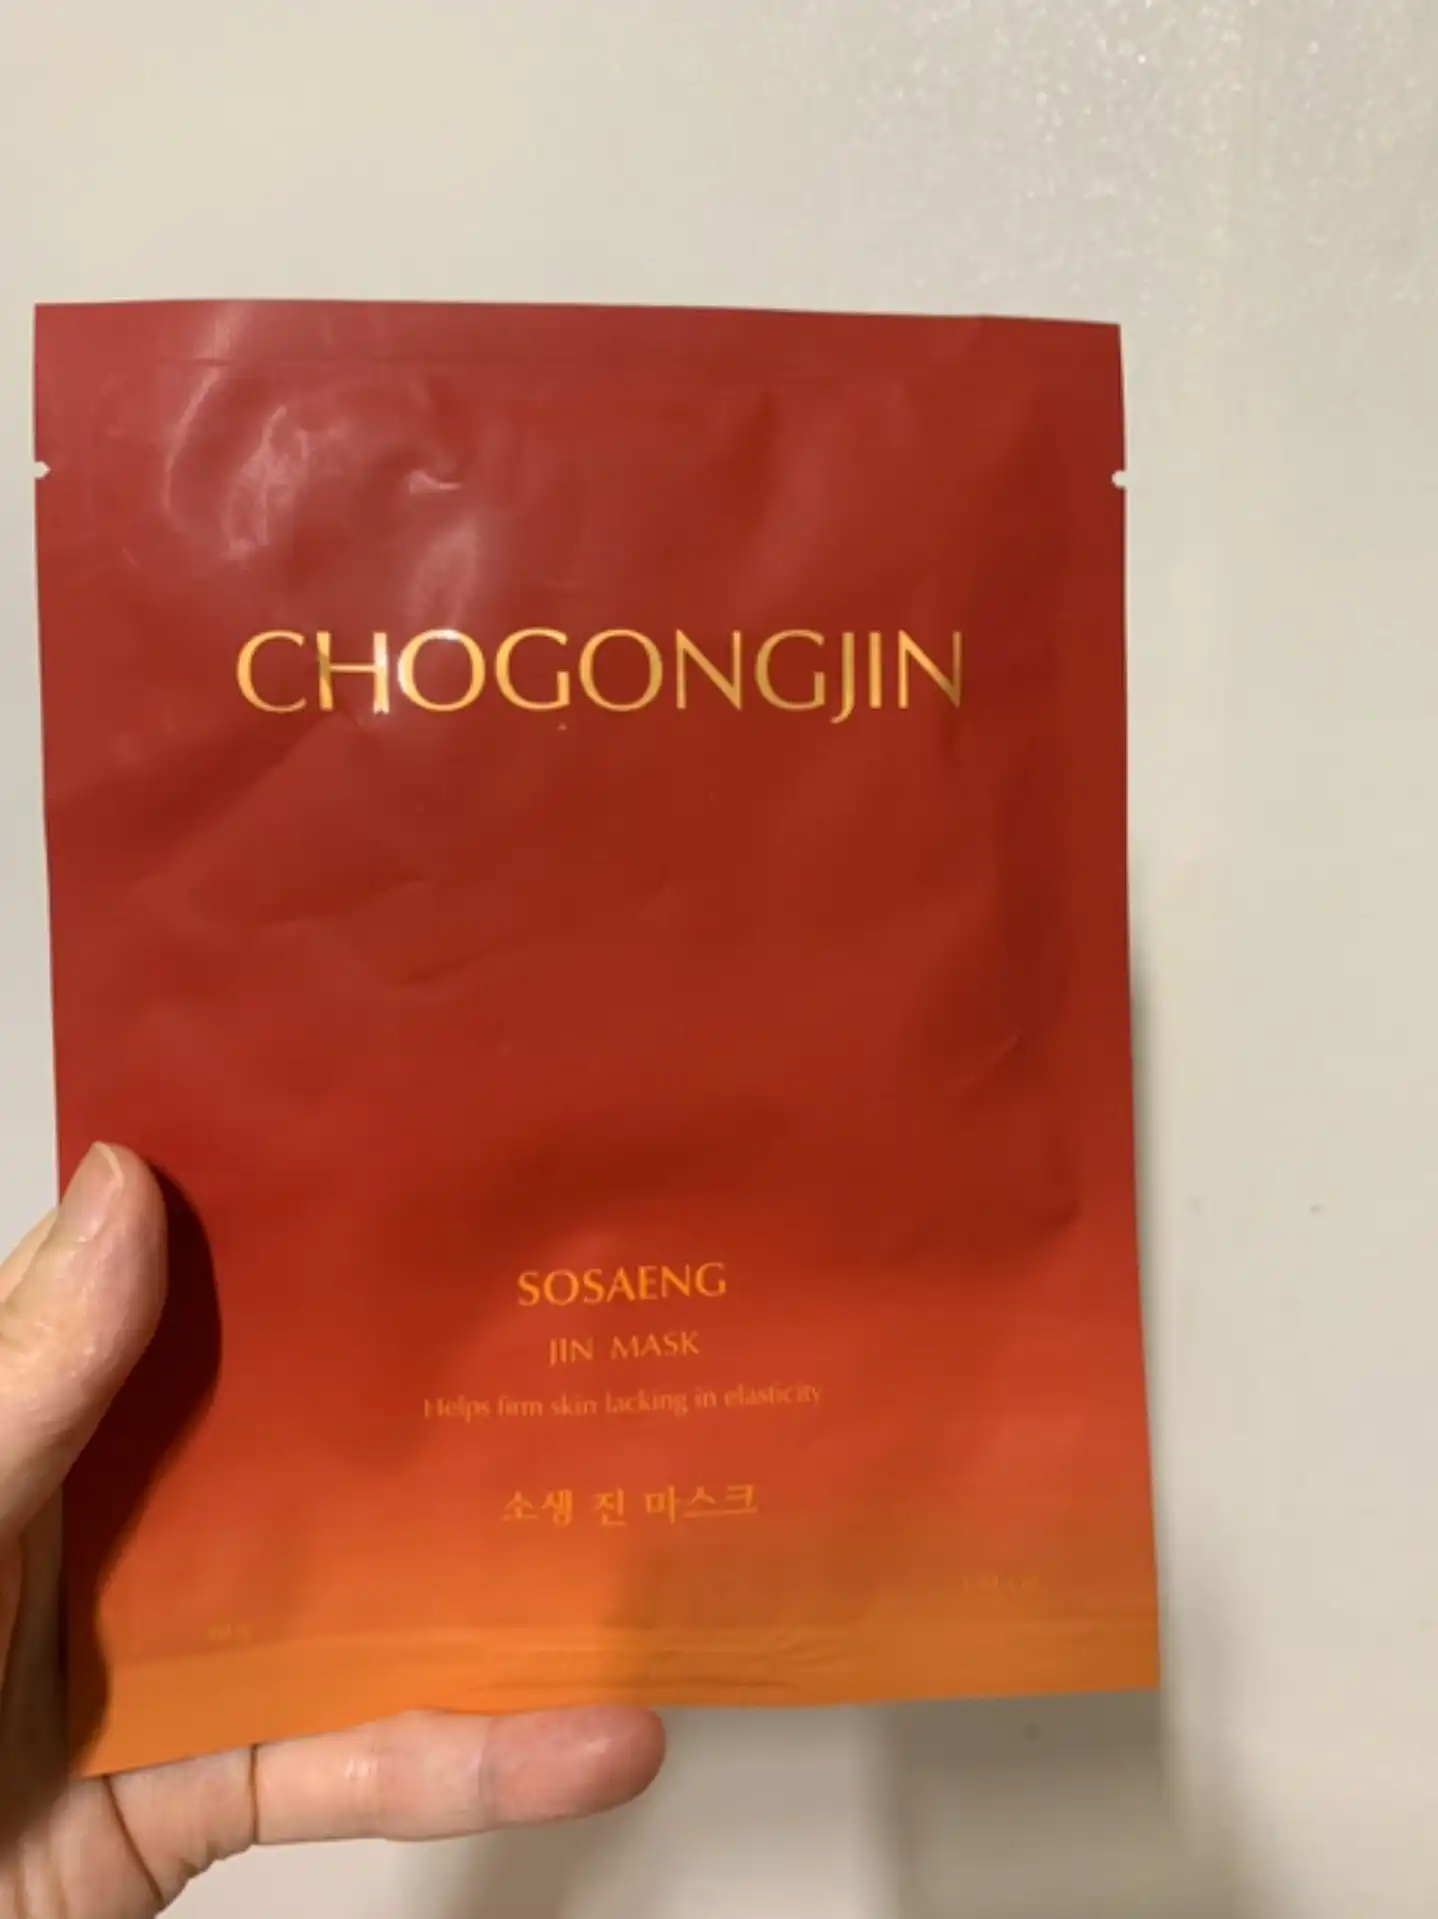 CHOGONGJIN
SOSAENG
JIN MASK
Helps firm skin lacking in elasticity
소생 진 마스크